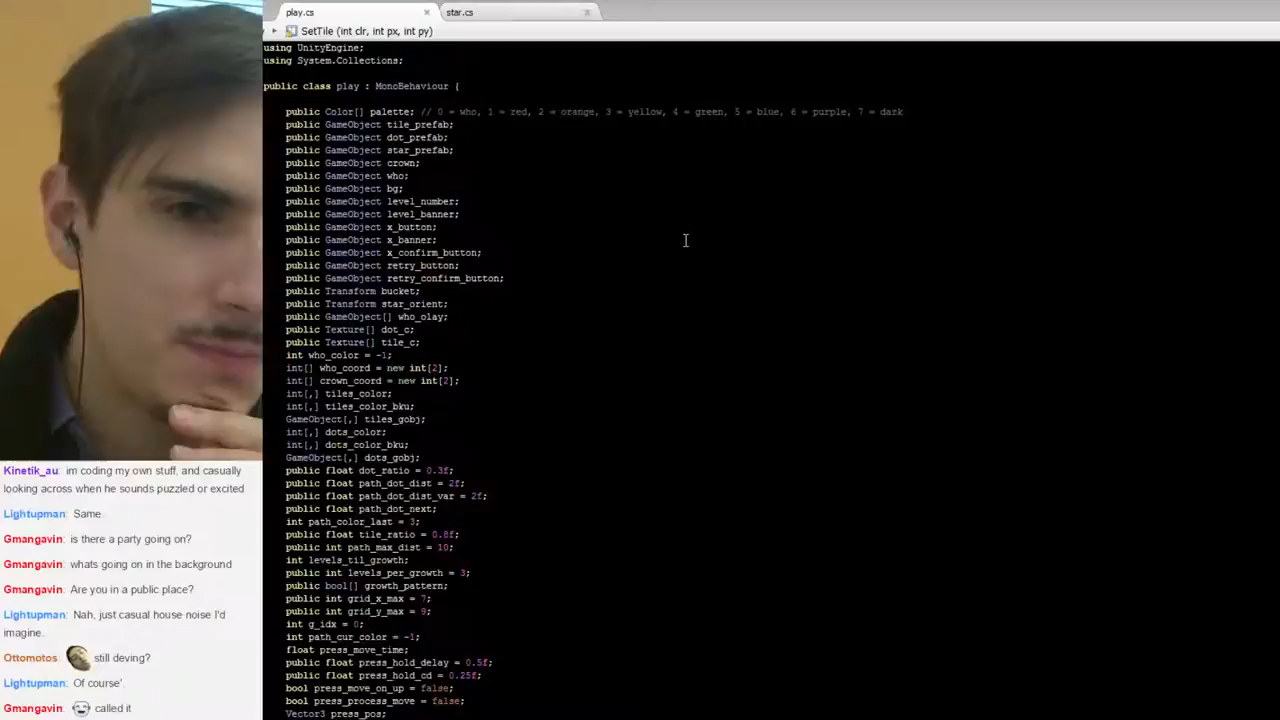 play.cs
star.cs
SetTile (int clr, int px, int py)
using UnityEngine;
using System.Collections;
public class play : MonoBehaviour {
public Color[] palette; // 0 = who, 1 = red, 2 = orange, 3 = yellow, 4 = green, 5 = blue, 6 = purple, 7 = dark
public GameObject tile_prefab;
public GameObject dot_prefab;
public GameObject star_prefab;
public GameObject crown;
public GameObject who;
public GameObject bg;
public GameObject level_number;
public GameObject level_banner;
public GameObject x_button;
public GameObject x_banner;
public GameObject x_confirm_button;
public GameObject retry_button;
public GameObject retry_confirm_button;
public Transform bucket;
public Transform star_orient;
public GameObject[] who_olay;
public Texture[] dot_c;
public Texture[] tile_c;
int who_color = -1;
int[] who_coord = new int[2];
int[] crown_coord = new int[2];
int[,] tiles_color;
int[,] tiles_color_bku;
GameObject[,] tiles_gobj;
int[,] dots_color;
int[,] dots_color_bku;
GameObject[,] dots_gobj;
public float dot_ratio = 0.3f;
public float path_dot_dist = 2f;
public float path_dot_dist_var = 2f;
public float path_dot_next;
int path_color_last = 3;
public float tile_ratio = 0.8f;
public int path_max_dist = 10;
int levels_til_growth;
public int levels_per_growth = 3;
public bool[] growth_pattern;
public int grid_x_max = 7;
public int grid_y_max = 9;
int g_idx = 0;
int path_cur_color = -1;
float press_move_time;
public float press_hold_delay = 0.5f;
public float press_hold_cd = 0.25f;
bool press_move_on_up = false;
bool press_process_move = false;
Vector3 press_pos;
Kinetik_au: im coding my own stuff, and casually
looking across when he sounds puzzled or excited
Lightupman: Same
Gmangavin: is there a party going on?
Gmangavin: whats going on in the background
Gmangavin: Are you in a public place?
Lightupman: Nah, just casual house noise I'd
imagine.
Ottomotos: still deving?
Lightupman: Of course'
Gmangavin: called it